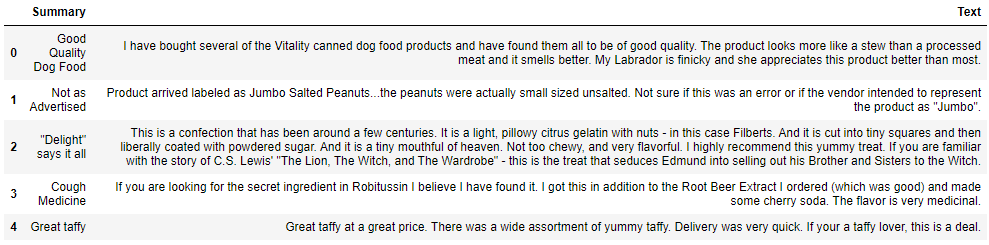 Summary Text
0 Good Quality Dog Food I have bought several of the Vitality canned dog food products and have found them all to be of good quality. The product looks more like a stew than a processed
meat and it smells better. My Labrador is finicky and she appreciates this product better than most.
1 Not as Advertised Product arrived labeled as Jumbo Salted Peanuts...the peanuts were actually small sized unsalted. Not sure if this was an error or if the vendor intended to represent
the product as "Jumbo".
2 "Delight" says it all This is a confection that has been around a few centuries. It is a light, pillowy citrus gelatin with nuts - in this case Filberts. And it is cut into tiny squares and then
liberally coated with powdered sugar. And it is a tiny mouthful of heaven. Not too chewy, and very flavorful. I highly recommend this yummy treat. If you are familiar
with the story of C.S. Lewis' "The Lion, The Witch, and The Wardrobe" - this is the treat that seduces Edmund into selling out his Brother and Sisters to the Witch.
3 Cough Medicine If you are looking for the secret ingredient in Robitussin I believe I have found it. I got this in addition to the Root Beer Extract I ordered (which was good) and made
some cherry soda. The flavor is very medicinal.
4 Great taffy Great taffy at a great price. There was a wide assortment of yummy taffy. Delivery was very quick. If your a taffy lover, this is a deal.